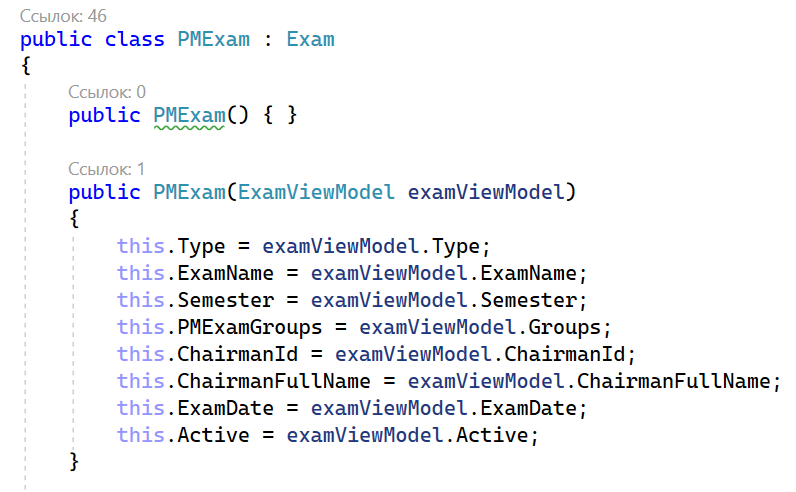 Ссылок: 46
public class PMExam : Exam
{
Ссылок: 0
public PMExam() { }
Ссылок: 1
public PMExam(ExamViewModel examViewModel)
{
this.Type = examViewModel.Type;
this.ExamName = examViewModel.ExamName;
this.Semester = examViewModel.Semester;
this.PMExamGroups = examViewModel.Groups;
this.ChairmanId = examViewModel.ChairmanId;
this.ChairmanFullName = examViewModel.ChairmanFullName;
this.ExamDate = examViewModel.ExamDate;
this.Active = examViewModel.Active;
}